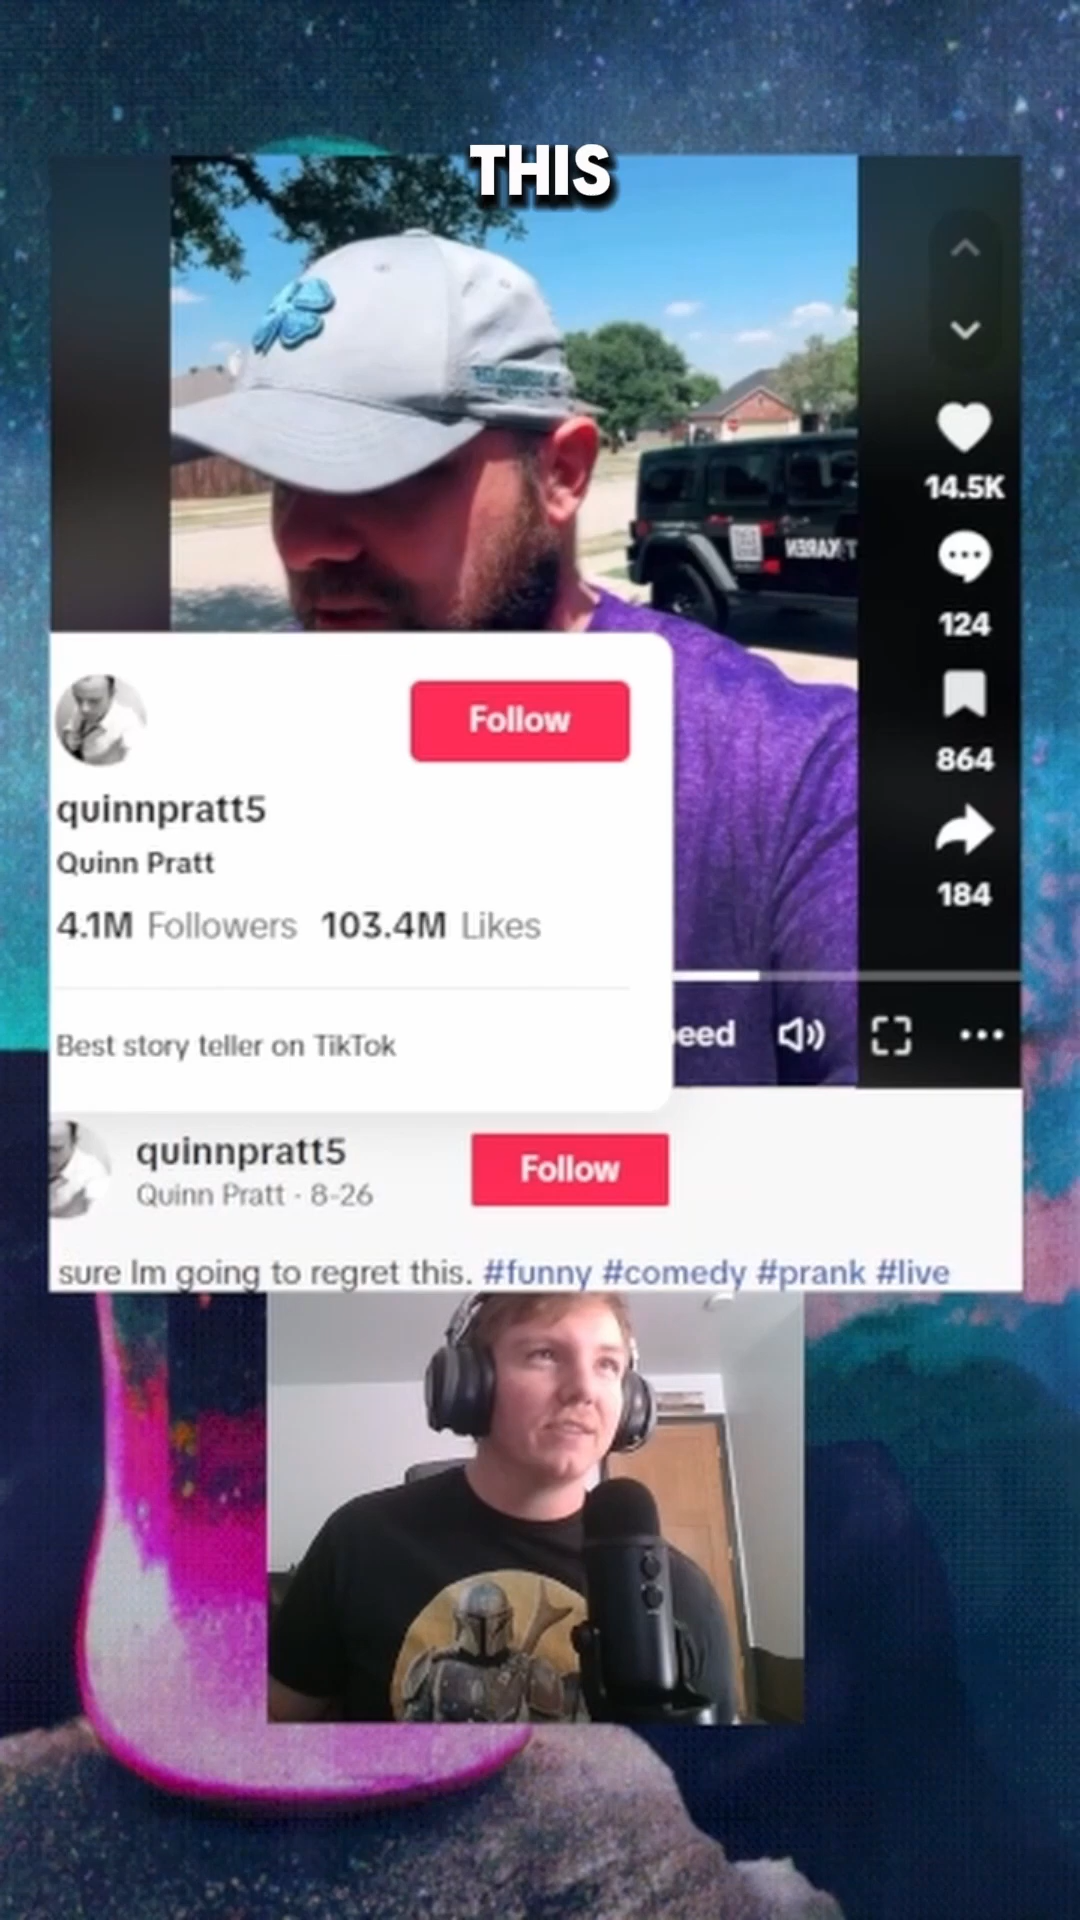 THIS
14.5K
T KAREN
124
Follow
864
quinnpratt5
Quinn Pratt
184
4.1M Followers 103.4M Likes
Best story teller on TikTok
eed
quinnpratt5
Quinn Pratt · 8-26
Follow
sure Im going to regret this. #funny #comedy #prank #live